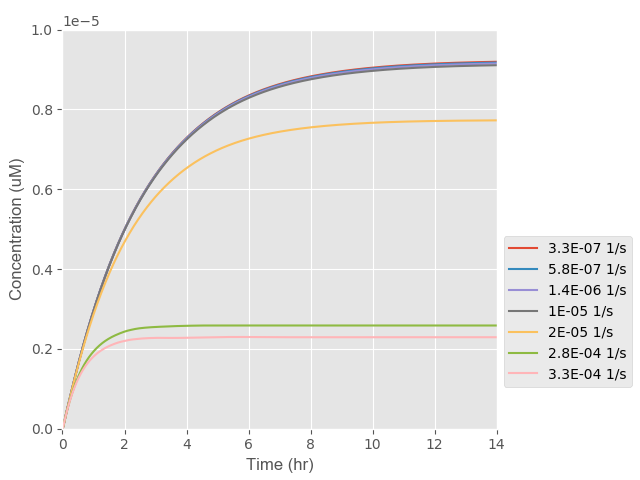 1e−5
1.0
0.8
0.6
0.4
0.2
0.0
Concentration (uM)
0 2 4 6 8 10 12 14
Time (hr)
3.3E-07 1/s
5.8E-07 1/s
1.4E-06 1/s
1E-05 1/s
2E-05 1/s
2.8E-04 1/s
3.3E-04 1/s